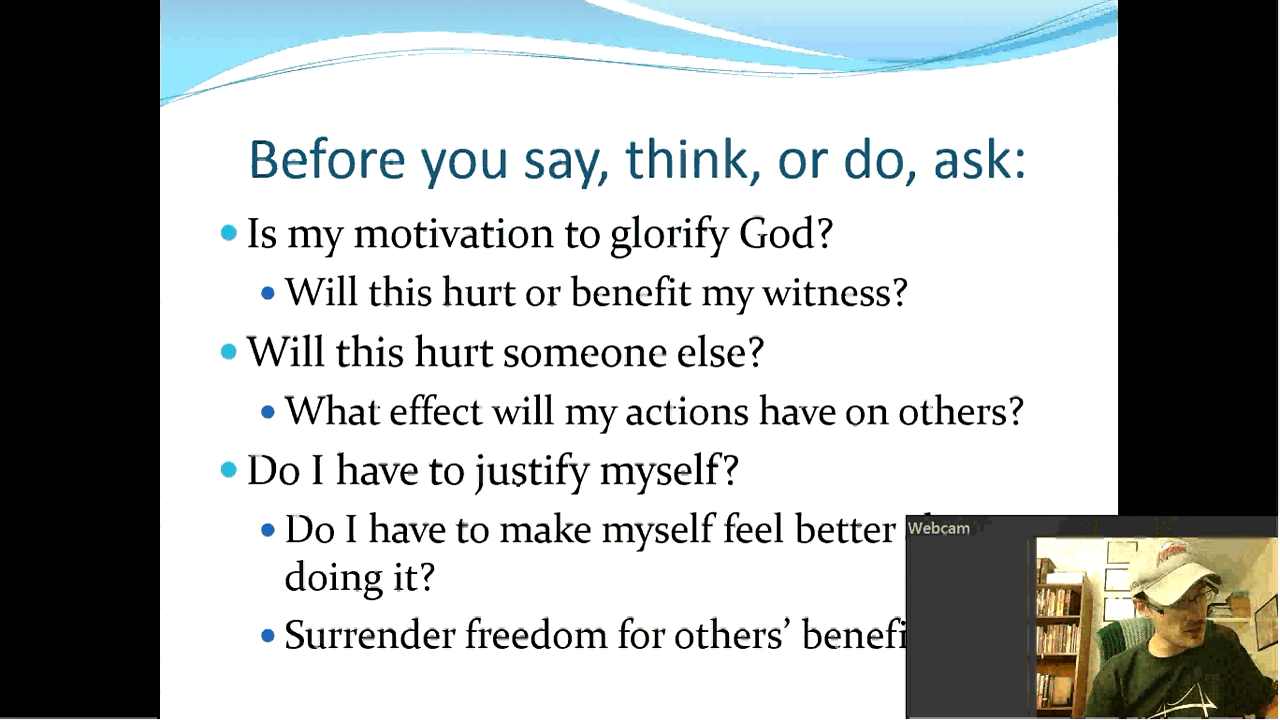 Before you say, think, or do, ask:
Is my motivation to glorify God?
Will this hurt or benefit my witness?
Will this hurt someone else?
What effect will my actions have on others?
Do I have to justify myself?
Do I have to make myself feel better
doing it?
Surrender freedom for others’
Webcam